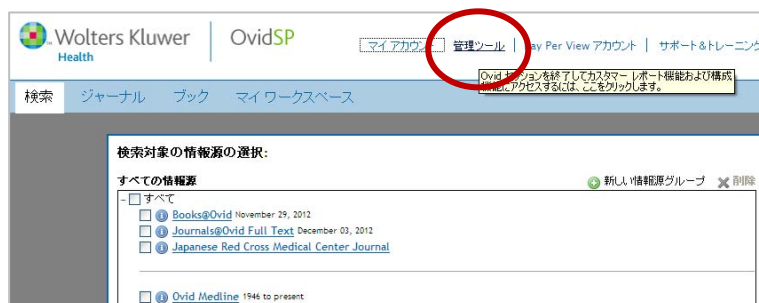 Wolters Kluwer
Health
OvidSP
マイ アカウント | 管理ツール | ay Per View アカウント | サポート&トレーニング
Ovid セッションを終了してカスタマー レポート機能および構成
機能にアクセスするには、ここをクリックします。
検索 ジャーナル ブック マイ ワークスペース
検索対象の情報源の選択:
すべての情報源 新しい情報源グループ 削除
- すべて
Books@Ovid November 29, 2012
Journals@Ovid Full Text December 03, 2012
Japanese Red Cross Medical Center Journal
Ovid Medline 1946 to present